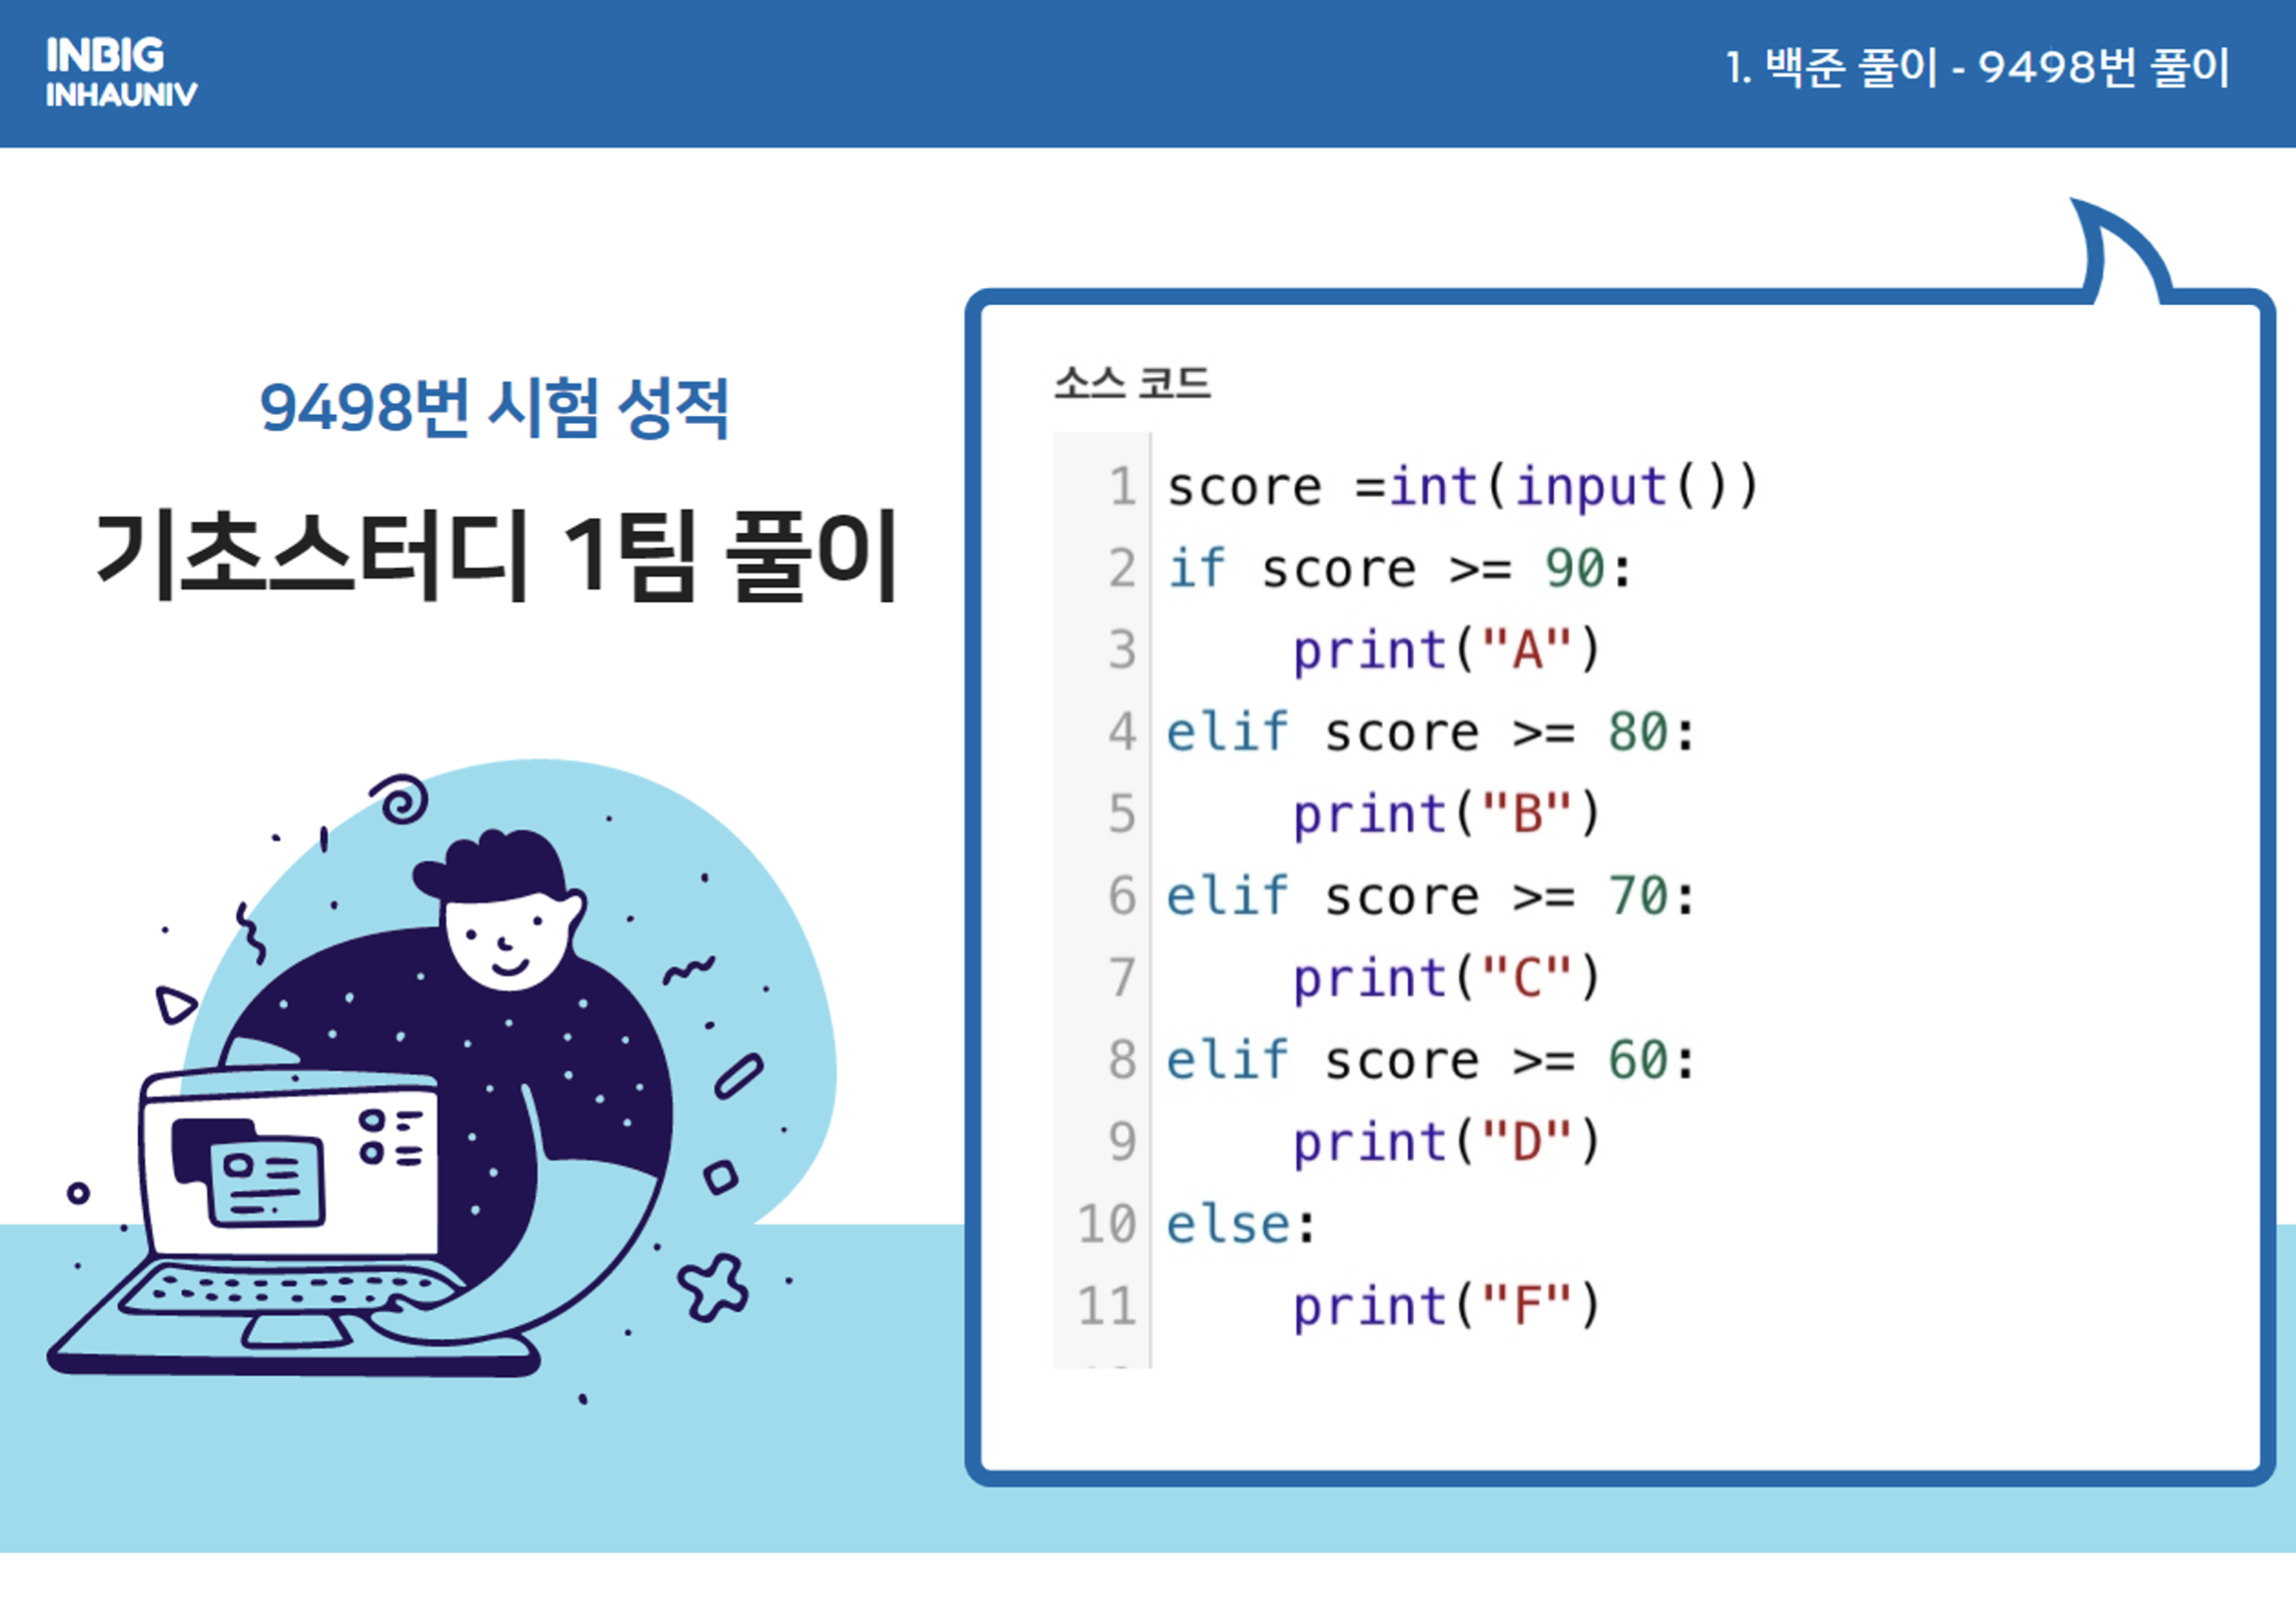 INBIG
INHAUNIV
1. 백준 풀이 - 9498번 풀이
9498번 시험 성적
기초스터디 1팀 풀이
소스 코드
1 score =int(input())
2 if score >= 90:
3     print("A")
4 elif score >= 80:
5     print("B")
6 elif score >= 70:
7     print("C")
8 elif score >= 60:
9     print("D")
10 else:
11     print("F")